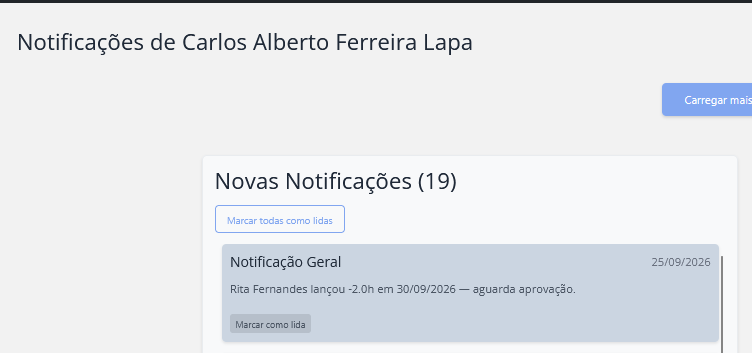 Notificações de Carlos Alberto Ferreira Lapa
Carregar mais
Novas Notificações (19)
Marcar todas como lidas
Notificação Geral
25/09/2026
Rita Fernandes lançou -2.0h em 30/09/2026 — aguarda aprovação.
Marcar como lida